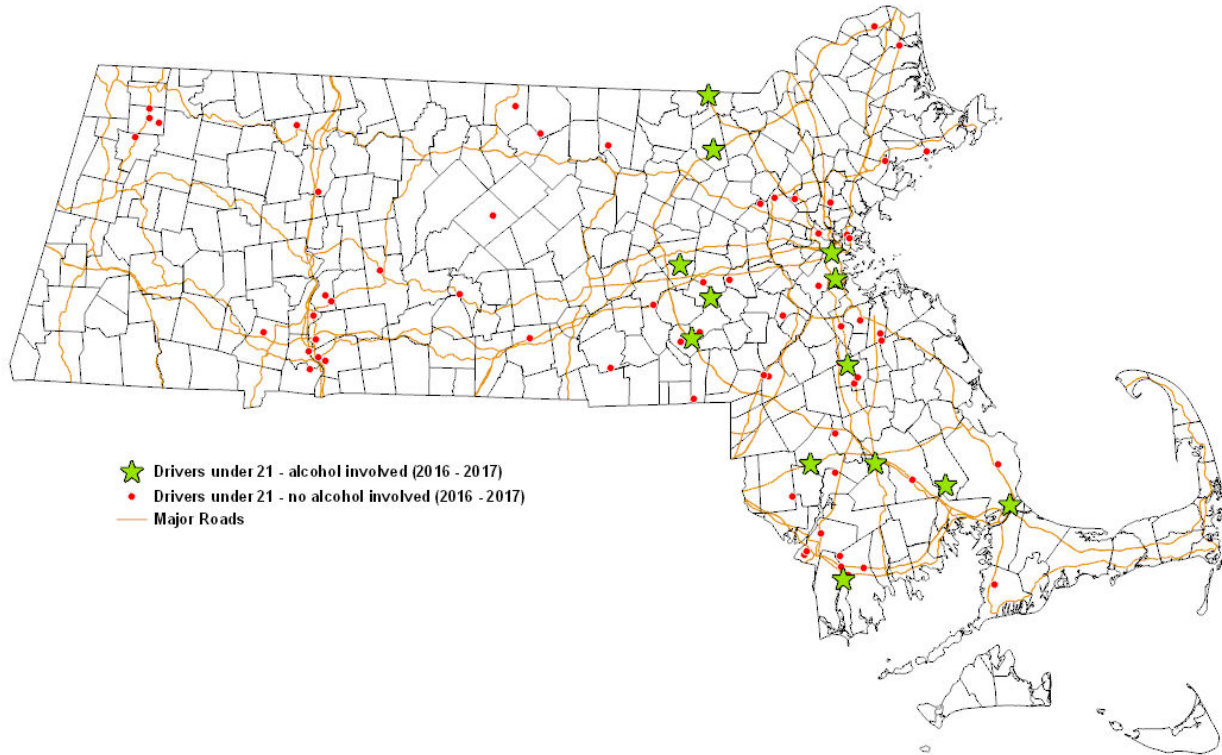 Drivers under 21 - alcohol involved (2016 - 2017)
Drivers under 21 - no alcohol involved (2016 - 2017)
Major Roads